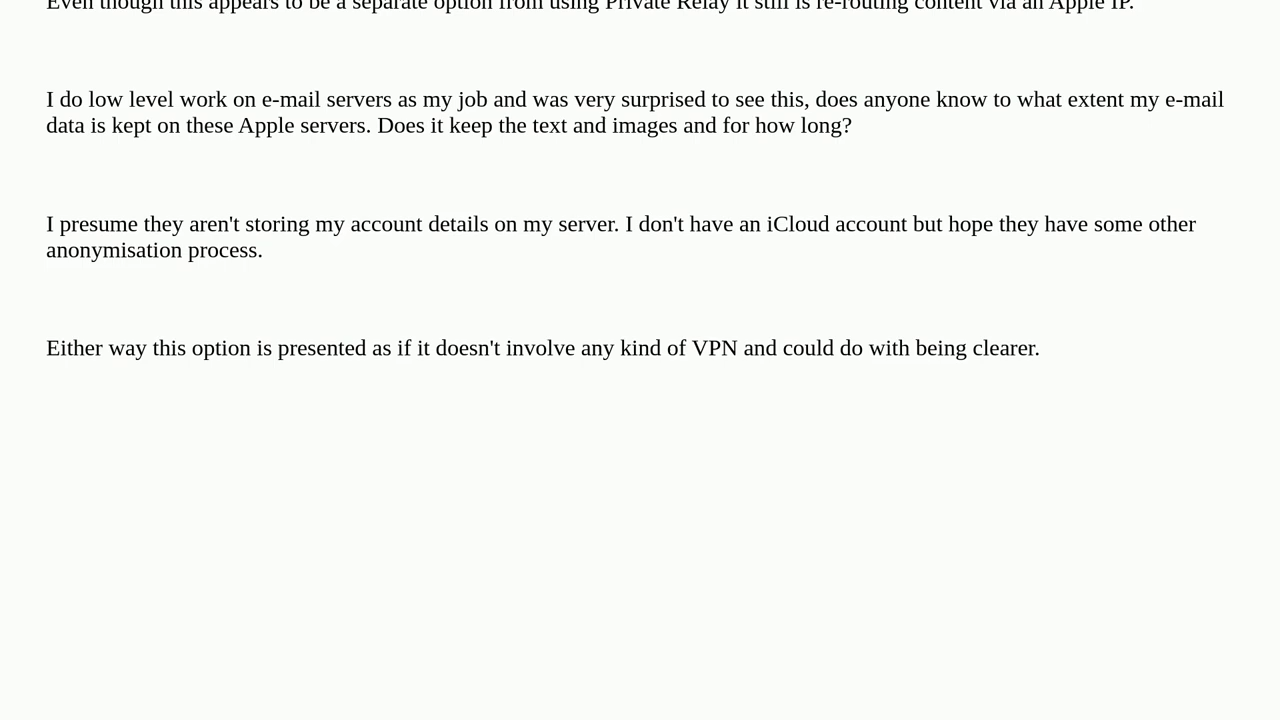 Even though this appears to be a separate option from using Private Relay it still is re-routing content via an Apple IP.
I do low level work on e-mail servers as my job and was very surprised to see this, does anyone know to what extent my e-mail
data is kept on these Apple servers. Does it keep the text and images and for how long?
I presume they aren't storing my account details on my server. I don't have an iCloud account but hope they have some other
anonymisation process.
Either way this option is presented as if it doesn't involve any kind of VPN and could do with being clearer.